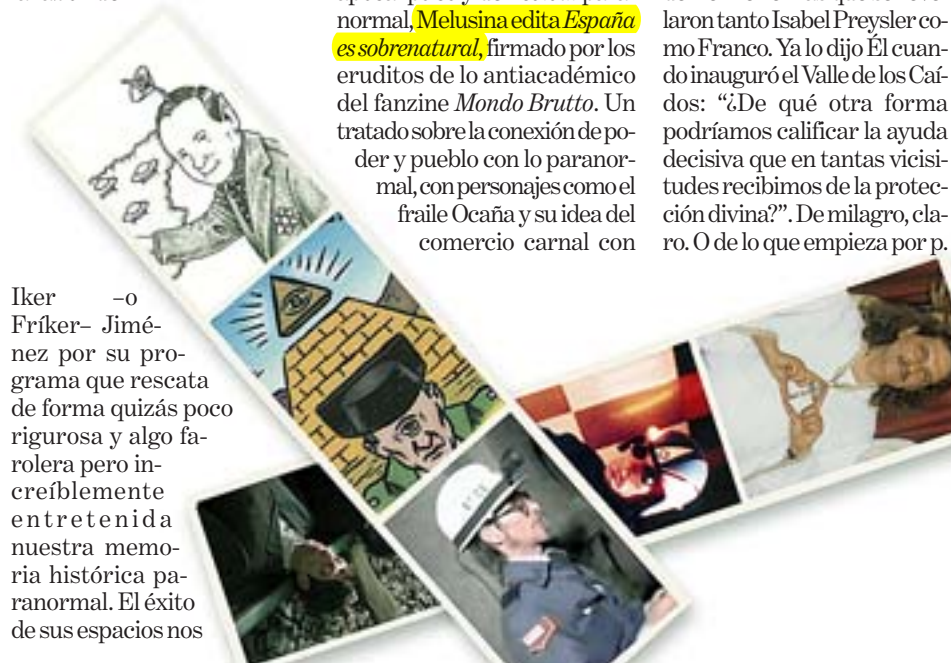 Iker –o
Fríker– Jimé-
nez por su pro-
grama que rescata
de forma quizás poco
rigurosa y algo fa-
rolera pero in-
creíblemente
entretenida
nuestra memo-
ria histórica pa-
ranormal. El éxito
de sus espacios nos
normal, Melusina edita España
es sobrenatural, firmado por los
eruditos de lo antiacadémico
del fanzine Mondo Brutto. Un
tratado sobre la conexión de po-
der y pueblo con lo paranor-
mal, con personajes como el
fraile Ocaña y su idea del
comercio carnal con
laron tanto Isabel Preysler co-
mo Franco. Ya lo dijo Él cuan-
do inauguró el Valle de los Caí-
dos: “¿De qué otra forma
podríamos calificar la ayuda
decisiva que en tantas vicisi-
tudes recibimos de la protec-
ción divina?”. De milagro, cla-
ro. O de lo que empieza por p.